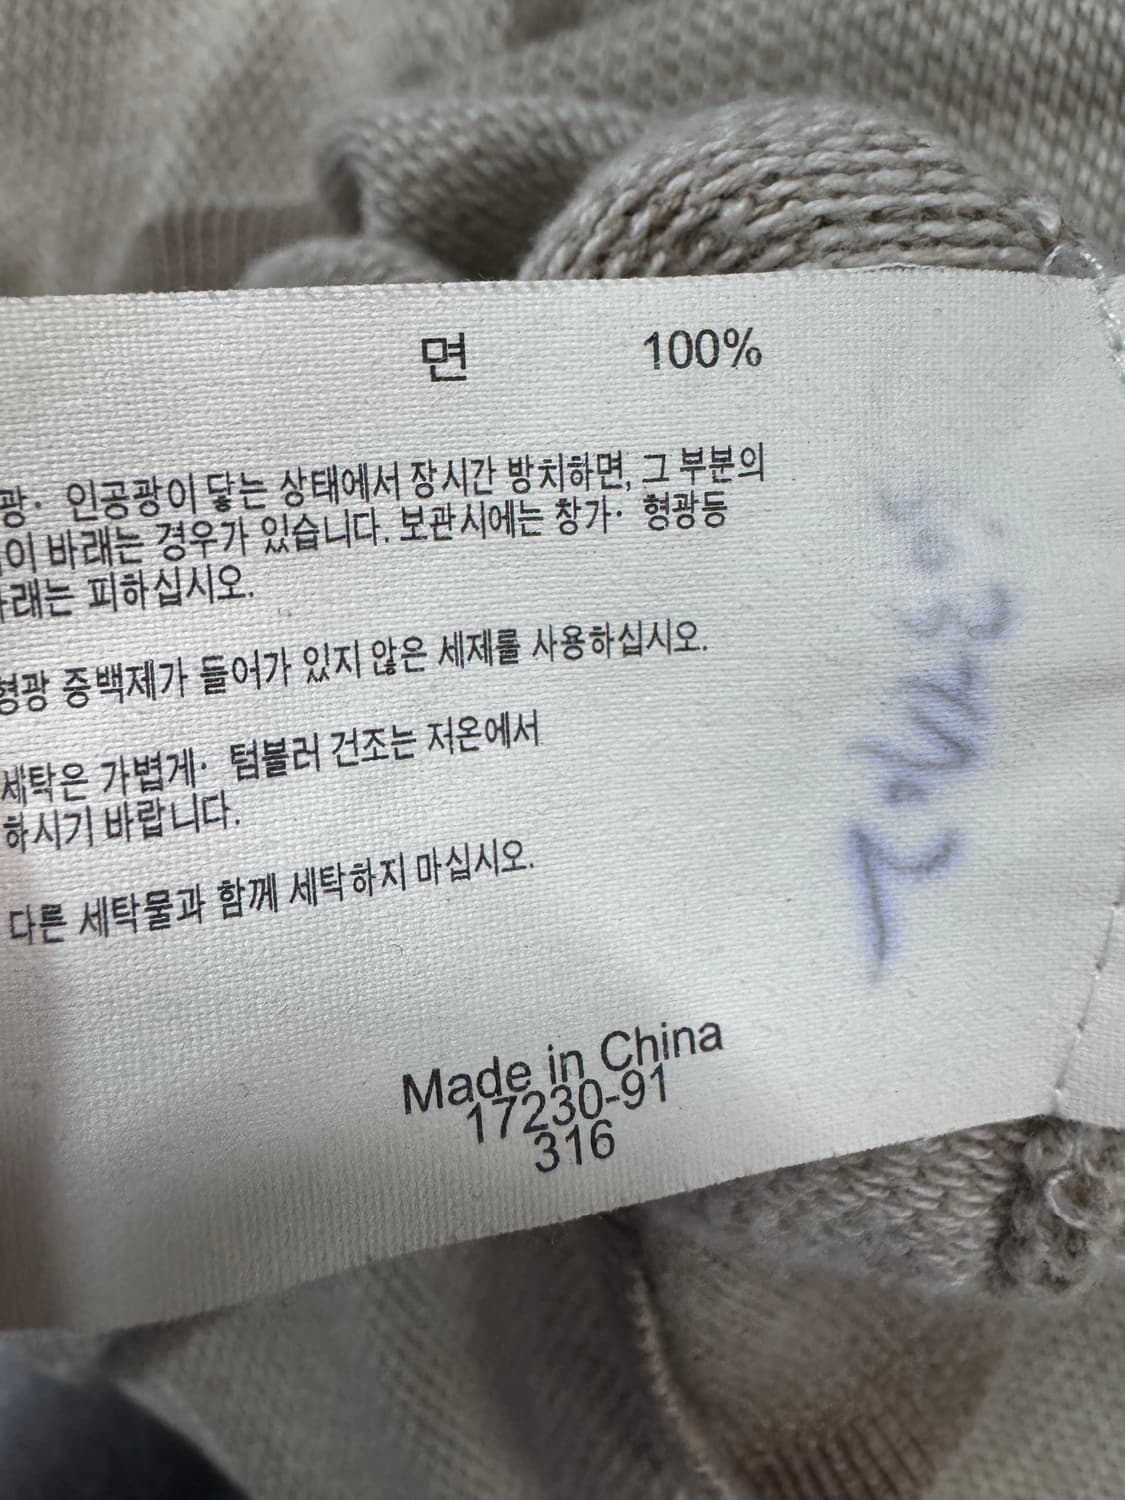 면 100%
광· 인공광이 닿는 상태에서 장시간 방치하면, 그 부분의
이 바래는 경우가 있습니다. 보관시에는 창가· 형광등
래는 피하십시오.
형광 증백제가 들어가 있지 않은 세제를 사용하십시오.
세탁은 가볍게· 텀블러 건조는 저온에서
하시기 바랍니다.
다른 세탁물과 함께 세탁하지 마십시오.
Made in China
17230-91
316